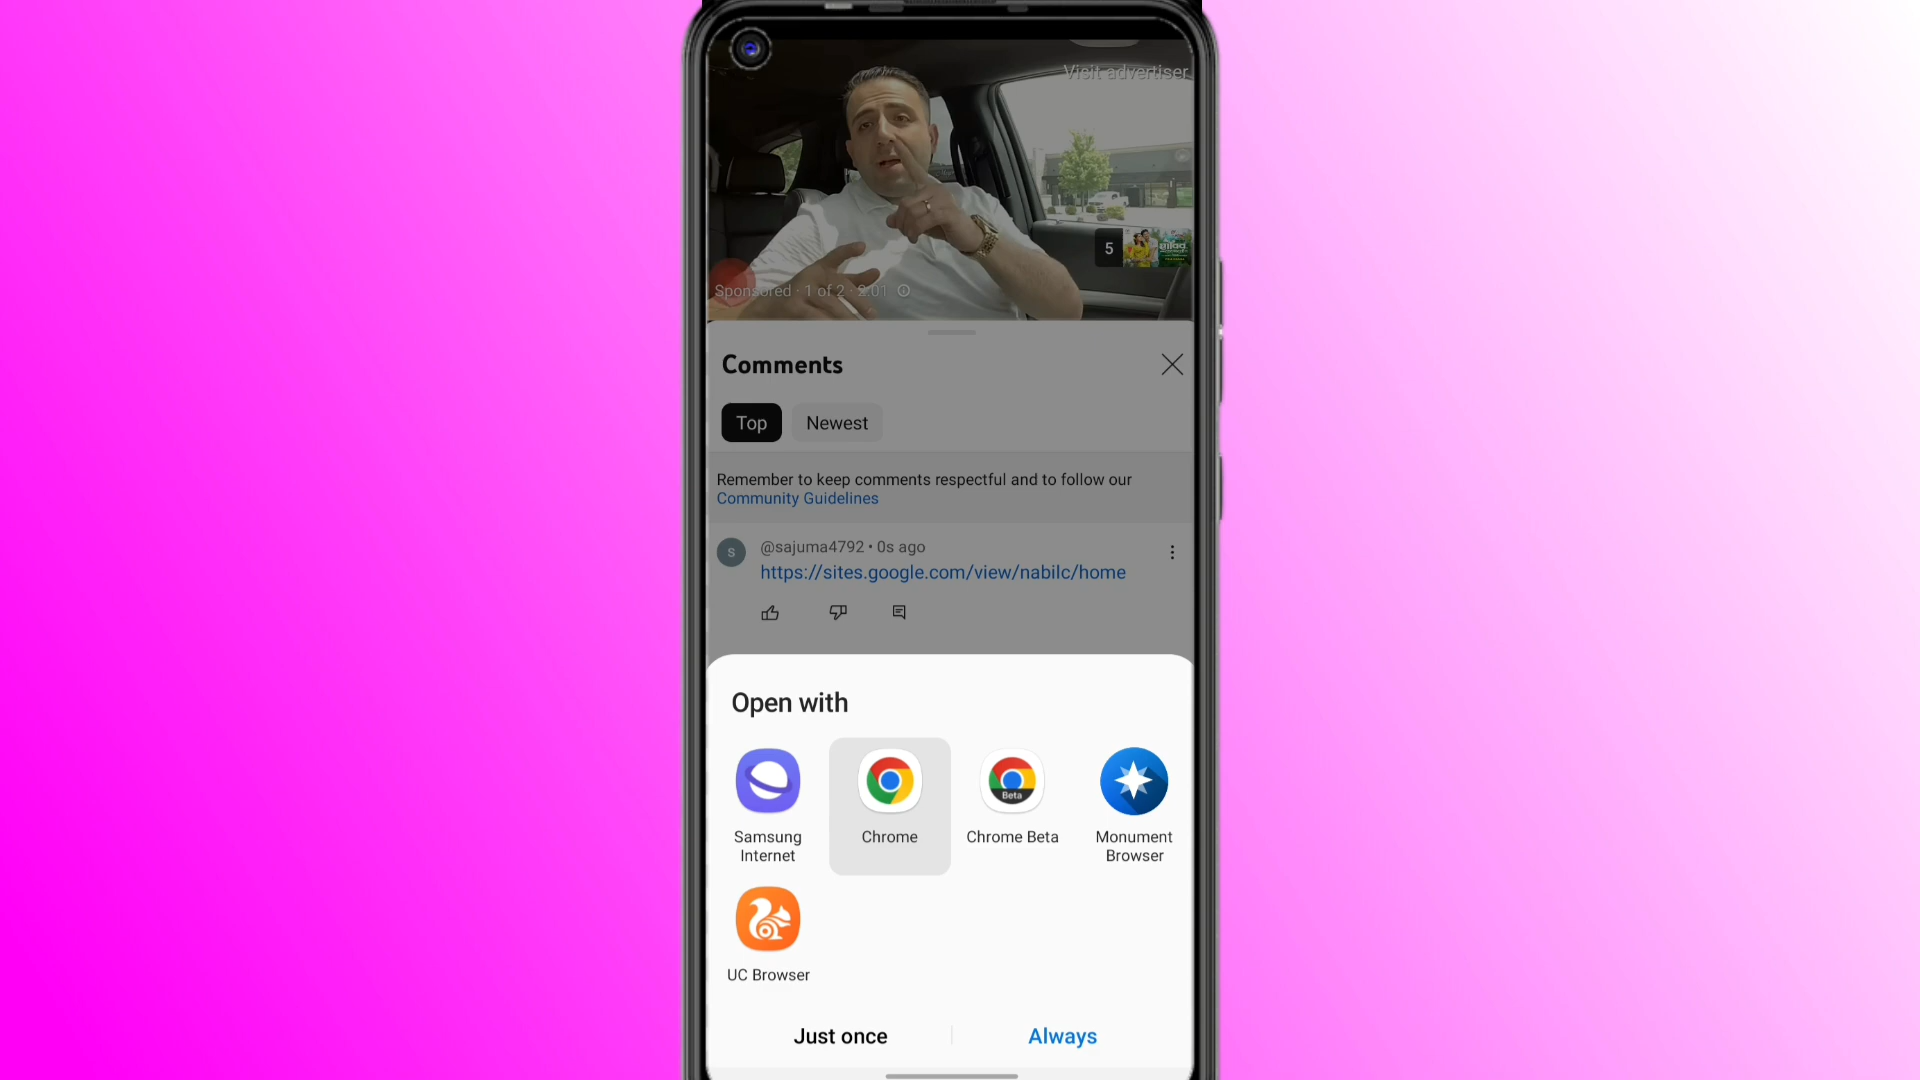 Visit advertiser
5
Sponsored · 1 of 2 · 2:01
Comments
Top
Newest
Remember to keep comments respectful and to follow our
Community Guidelines
S
@sajuma4792 • 0s ago
https://sites.google.com/view/nabilc/home
Open with
Samsung
Internet
Chrome
Beta
Chrome Beta
Monument
Browser
UC Browser
Just once
Always